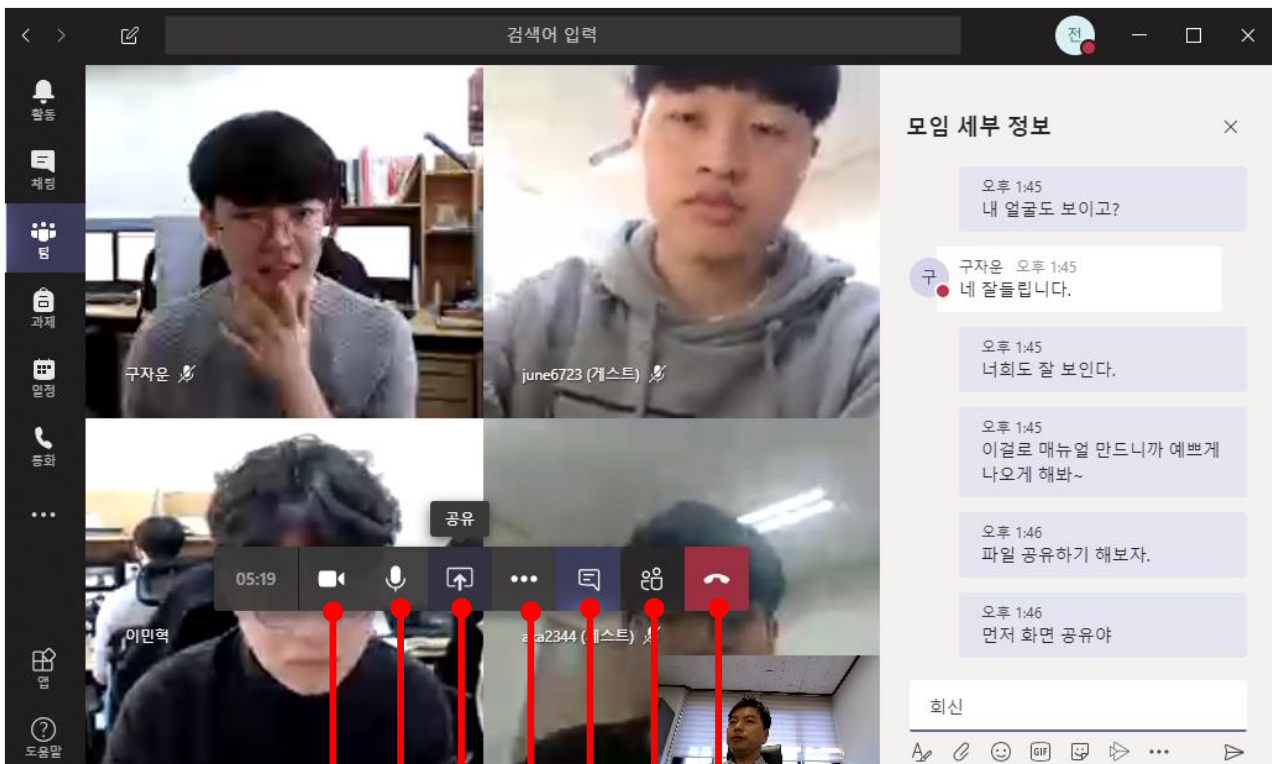 검색어 입력
전
활동
채팅
팀
과제
일정
통화
앱
도움말
구자운
june6723 (게스트)
공유
05:19
이민혁
모임 세부 정보
오후 1:45
내 얼굴도 보이고?
구
구자운 오후 1:45
네 잘들립니다.
오후 1:45
너희도 잘 보인다.
오후 1:45
이걸로 매뉴얼 만드니까 예쁘게
나오게 해봐~
오후 1:46
파일 공유하기 해보자.
오후 1:46
먼저 화면 공유야
회신
GIF